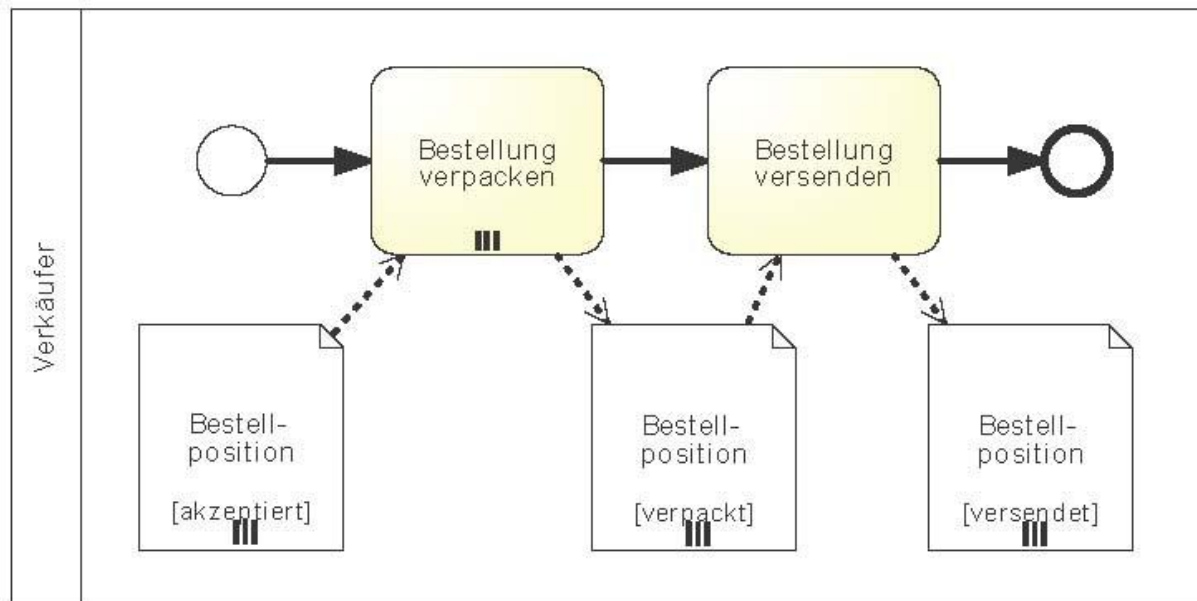 Verkäufer
Bestellung
verpacken
Bestellung
versenden
Bestell-
position
[akzeptiert]
Bestell-
position
[verpackt]
Bestell-
position
[versendet]